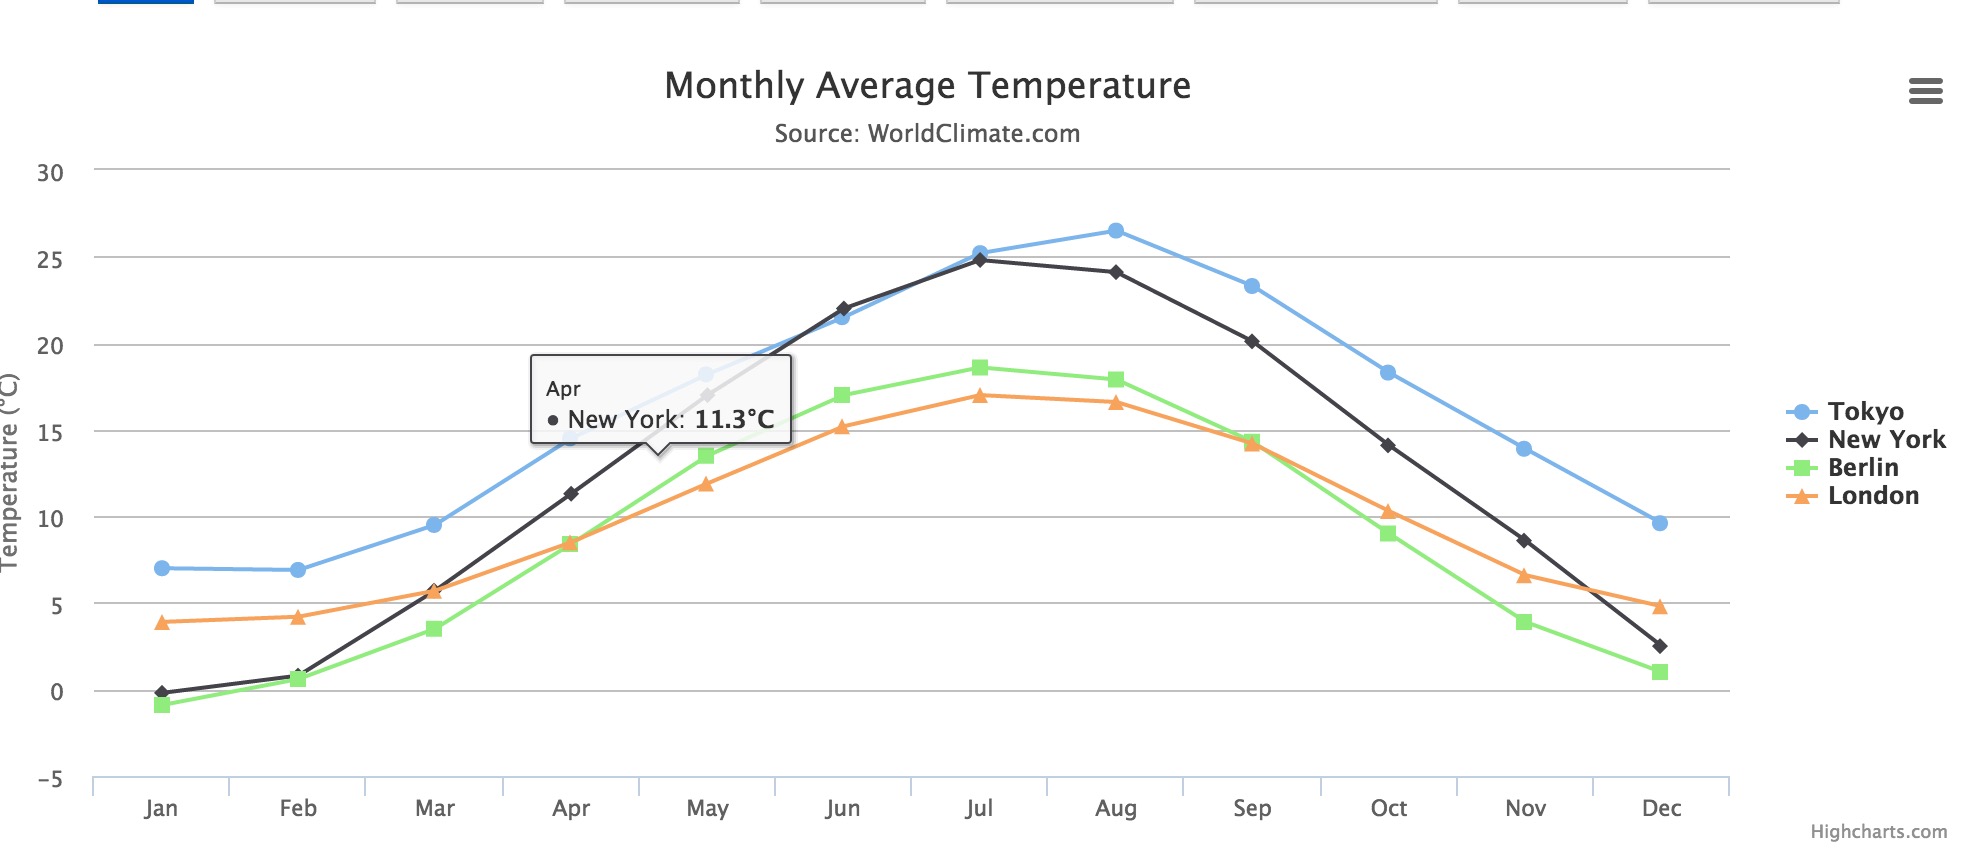 Monthly Average Temperature
Source: WorldClimate.com
Temperature (°C)
30
25
20
15
10
5
0
−5
Apr
● New York: 11.3°C
Jan Feb Mar Apr May Jun Jul Aug Sep Oct Nov Dec
Tokyo
New York
Berlin
London
Highcharts.com